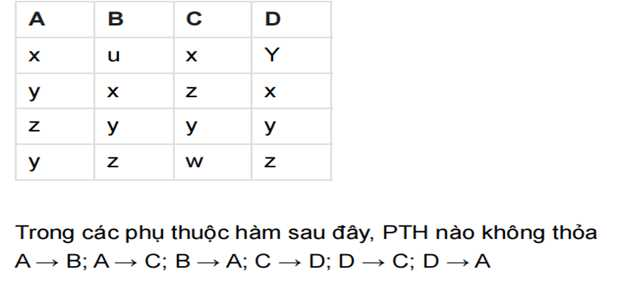 A B C D
x u x Y
y x z x
z y y y
y z w z
Trong các phụ thuộc hàm sau đây, PTH nào không thỏa
A → B; A → C; B → A; C → D; D → C; D → A